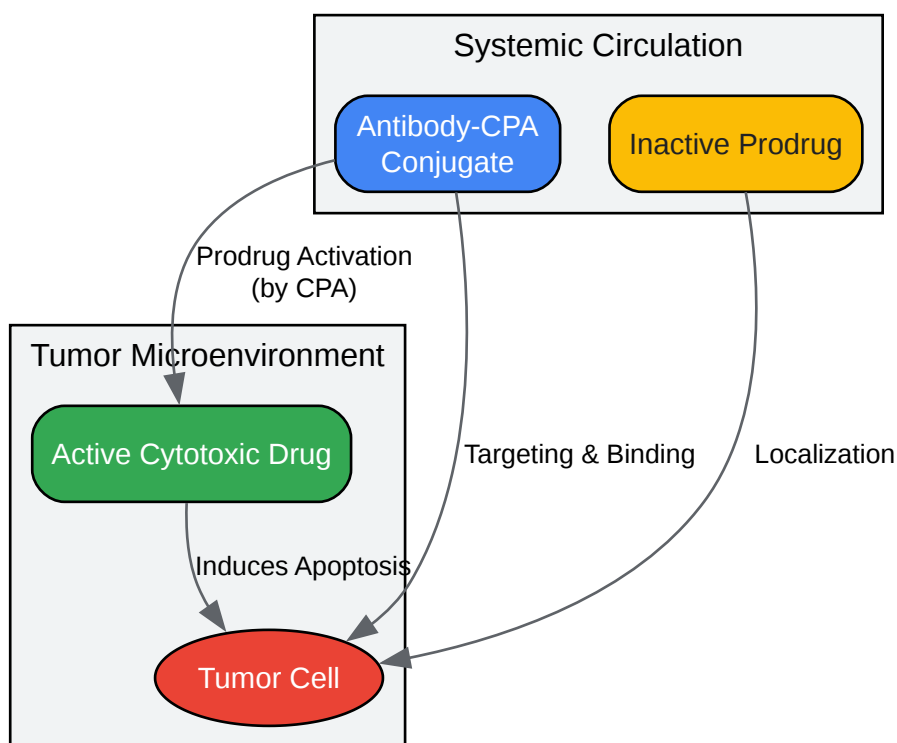 Systemic Circulation
Antibody-CPA
Conjugate
Inactive Prodrug
Prodrug Activation
(by CPA)
Tumor Microenvironment
Active Cytotoxic Drug
Targeting & Binding
Localization
Induces Apoptosis
Tumor Cell